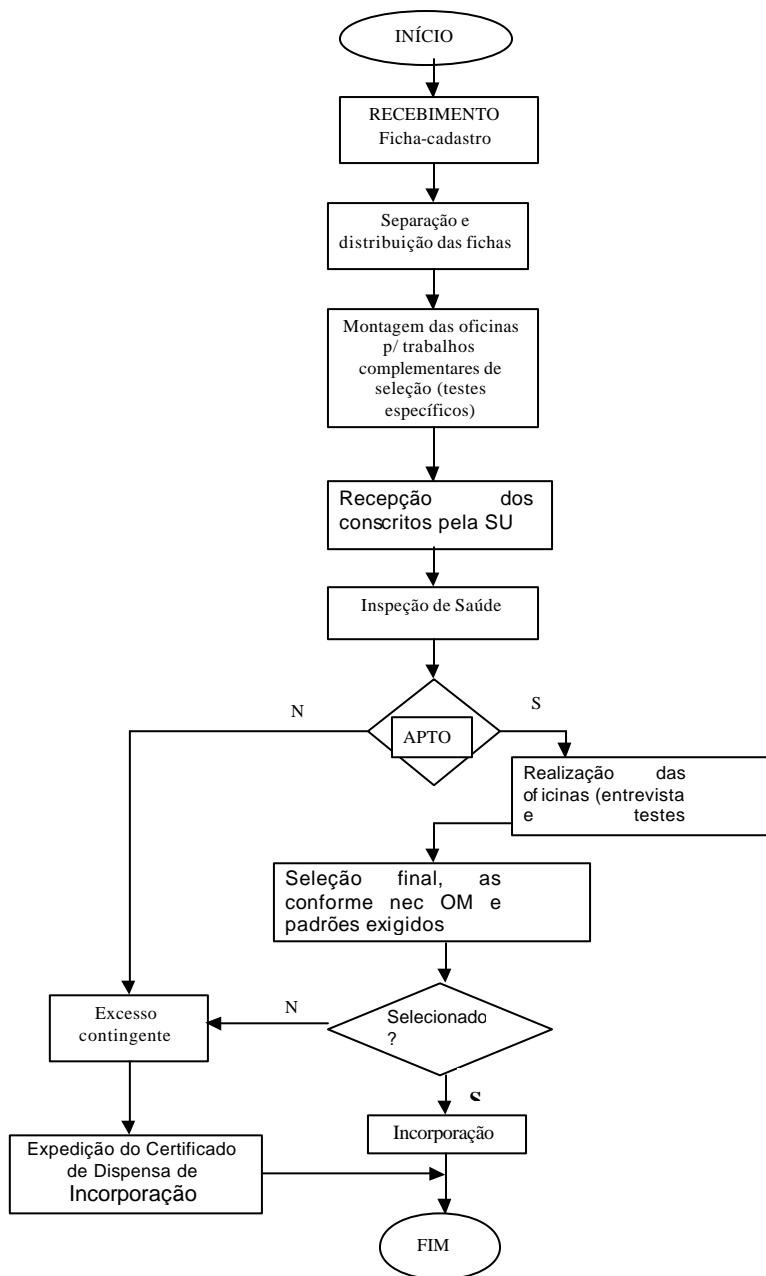 INÍCIO
RECEBIMENTO
Ficha-cadastro
Separação e
distribuição das fichas
Montagem das oficinas
p/ trabalhos
complementares de
seleção (testes
específicos)
Recepção dos
conscritos pela SU
Inspeção de Saúde
N
S
APTO
Realização das
oficinas (entrevista
e testes
Seleção final, as
conforme nec OM e
padrões exigidos
Excesso
contingente
N
Selecionado
?
S
Expedição do Certificado
de Dispensa de
Incorporação
Incorporação
FIM